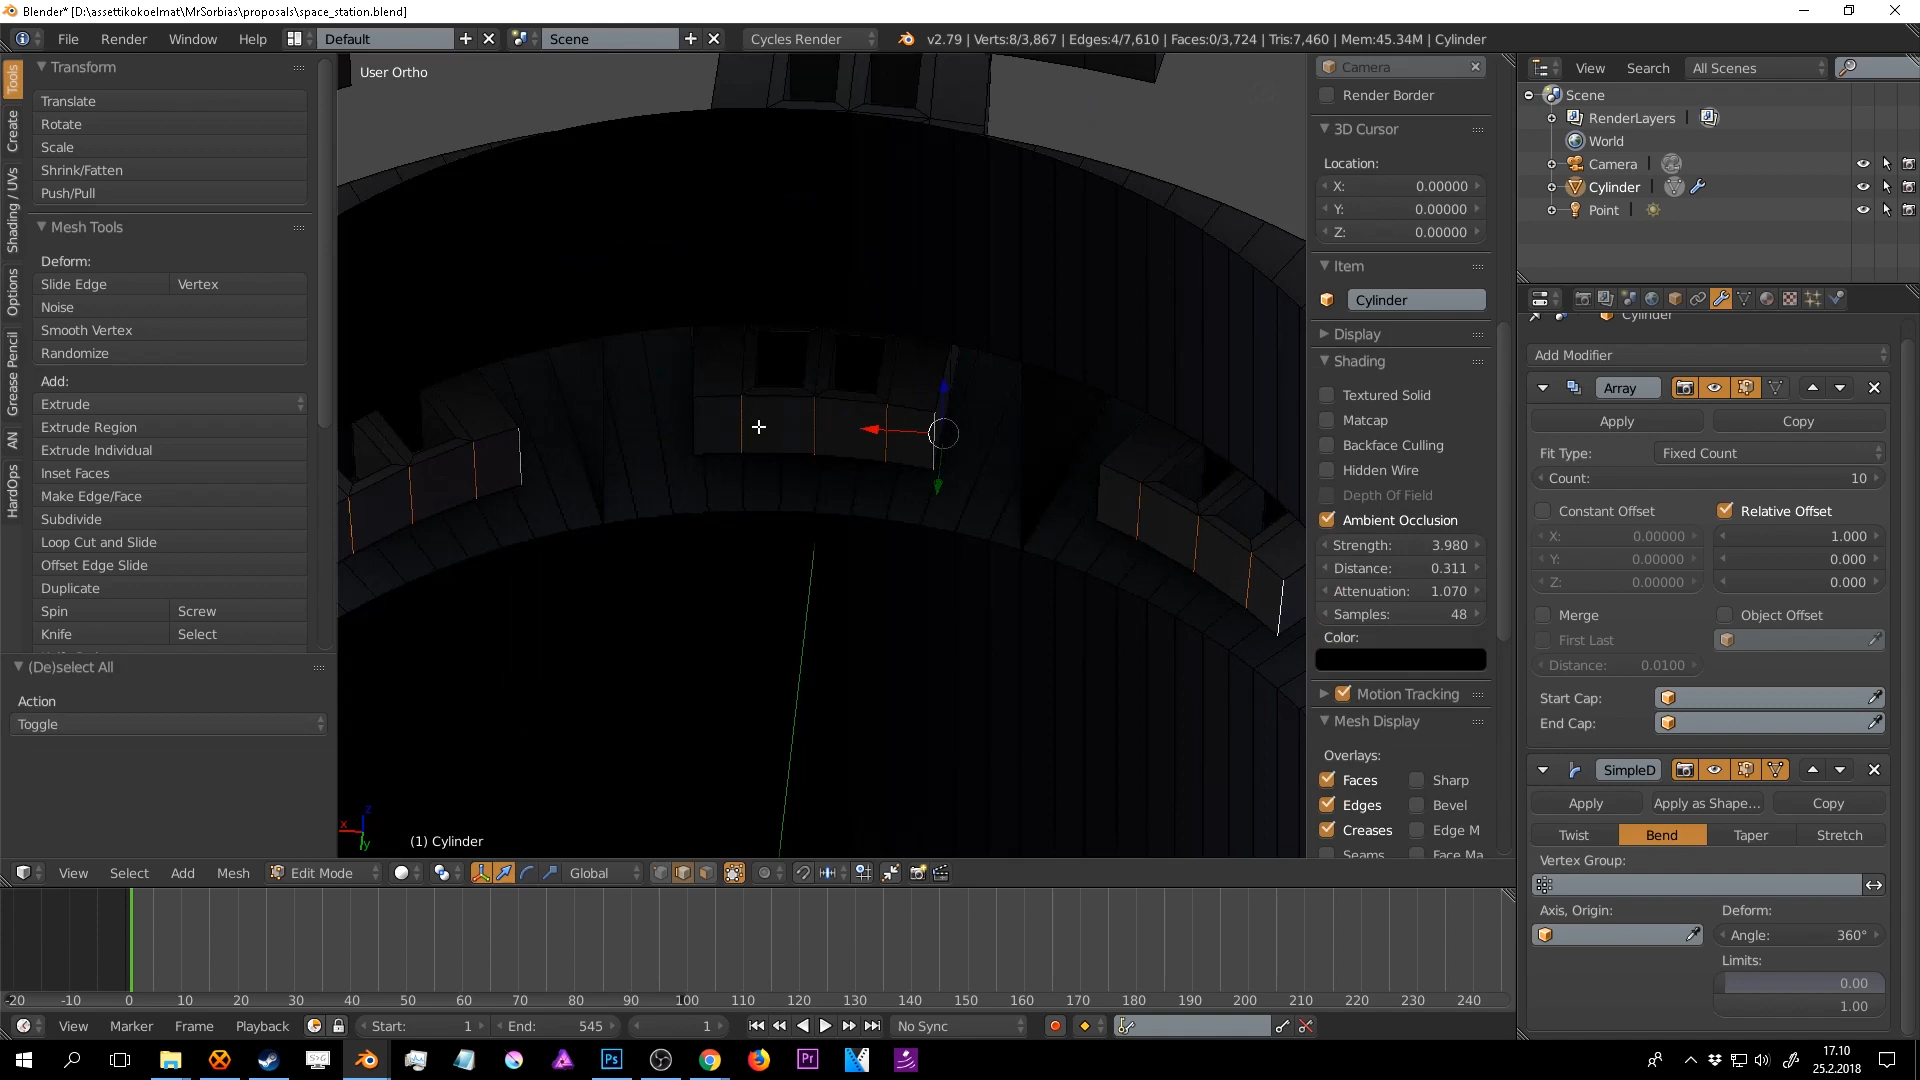 Blender* [D:\assettikokoelmat\MrSorbias\proposals\space_station.blend]
File Render Window Help Default Scene Cycles Render v2.79 | Verts:8/3,867 | Edges:4/7,610 | Faces:0/3,724 | Tris:7,460 | Mem:45.34M | Cylinder
Tools
Create
Shading / UVs
Options
Grease Pencil
AN
HardOps
Transform
Translate
Rotate
Scale
Shrink/Fatten
Push/Pull
Mesh Tools
Deform:
Slide Edge Vertex
Noise
Smooth Vertex
Randomize
Add:
Extrude
Extrude Region
Extrude Individual
Inset Faces
Make Edge/Face
Subdivide
Loop Cut and Slide
Offset Edge Slide
Duplicate
Spin Screw
Knife Select
(De)select All
Action
Toggle
User Ortho
z
x
y
(1) Cylinder
Camera
Render Border
3D Cursor
Location:
X: 0.00000
Y: 0.00000
Z: 0.00000
Item
Cylinder
Display
Shading
Textured Solid
Matcap
Backface Culling
Hidden Wire
Depth Of Field
Ambient Occlusion
Strength: 3.980
Distance: 0.311
Attenuation: 1.070
Samples: 48
Color:
Motion Tracking
Mesh Display
Overlays:
Faces Sharp
Edges Bevel
Creases Edge M
Seams Face Ma
View Search All Scenes
Scene
RenderLayers
World
Camera
Cylinder
Point
Cylinder
Add Modifier
Array
Apply Copy
Fit Type: Fixed Count
Count: 10
Constant Offset Relative Offset
X: 0.00000 1.000
Y: 0.00000 0.000
Z: 0.00000 0.000
Merge Object Offset
First Last
Distance: 0.0100
Start Cap:
End Cap:
SimpleD
Apply Apply as Shape... Copy
Twist Bend Taper Stretch
Vertex Group:
Axis, Origin: Deform:
Angle: 360°
Limits:
0.00
1.00
View Select Add Mesh Edit Mode Global
-20 -10 0 10 20 30 40 50 60 70 80 90 100 110 120 130 140 150 160 170 180 190 200 210 220 230 240
View Marker Frame Playback Start: 1 End: 545 1 No Sync
Ps
Pr
17.10
25.2.2018